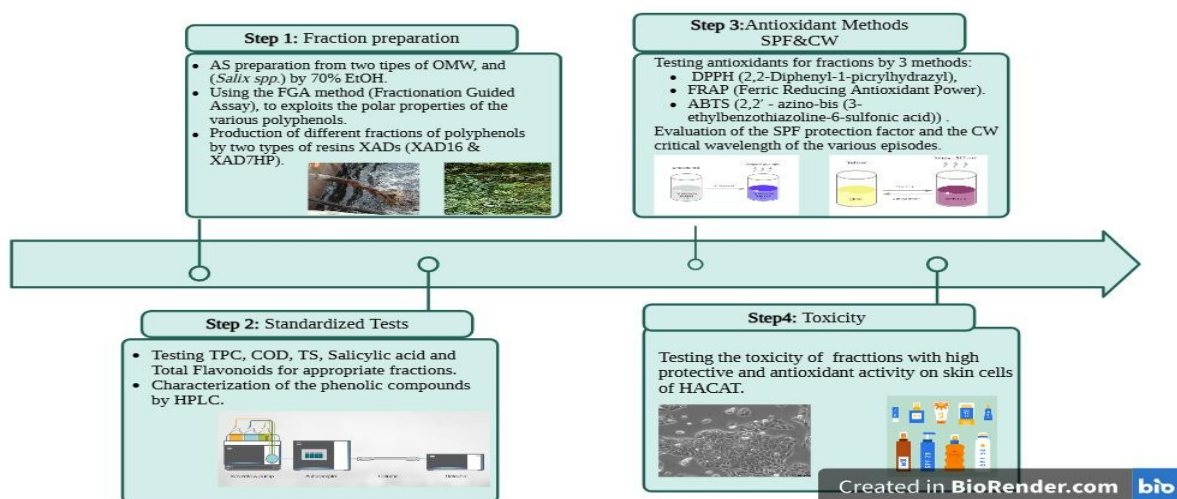 Step 1: Fraction preparation
AS preparation from two tipes of OMW, and
(Salix spp.) by 70% EtOH.
Using the FGA method (Fractionation Guided
Assay), to exploits the polar properties of the
various polyphenols.
Production of different fractions of polyphenols
by two types of resins XADs (XAD16 &
XAD7HP).
Step 2: Standardized Tests
Testing TPC, COD, TS, Salicylic acid and
Total Flavonoids for appropriate fractions.
Characterization of the phenolic compounds
by HPLC.
Step 3:Antioxidant Methods
SPF&CW
Testing antioxidants for fractions by 3 methods:
DPPH (2,2-Diphenyl-1-picrylhydrazyl),
FRAP (Ferric Reducing Antioxidant Power).
ABTS (2,2' - azino-bis (3-
ethylbenzothiazoline-6-sulfonic acid)) .
Evaluation of the SPF protection factor and the CW
critical wavelength of the various episodes.
Step4: Toxicity
Testing the toxicity of fracttions with high
protective and antioxidant activity on skin cells
of HACAT.
Created in BioRender.com bio